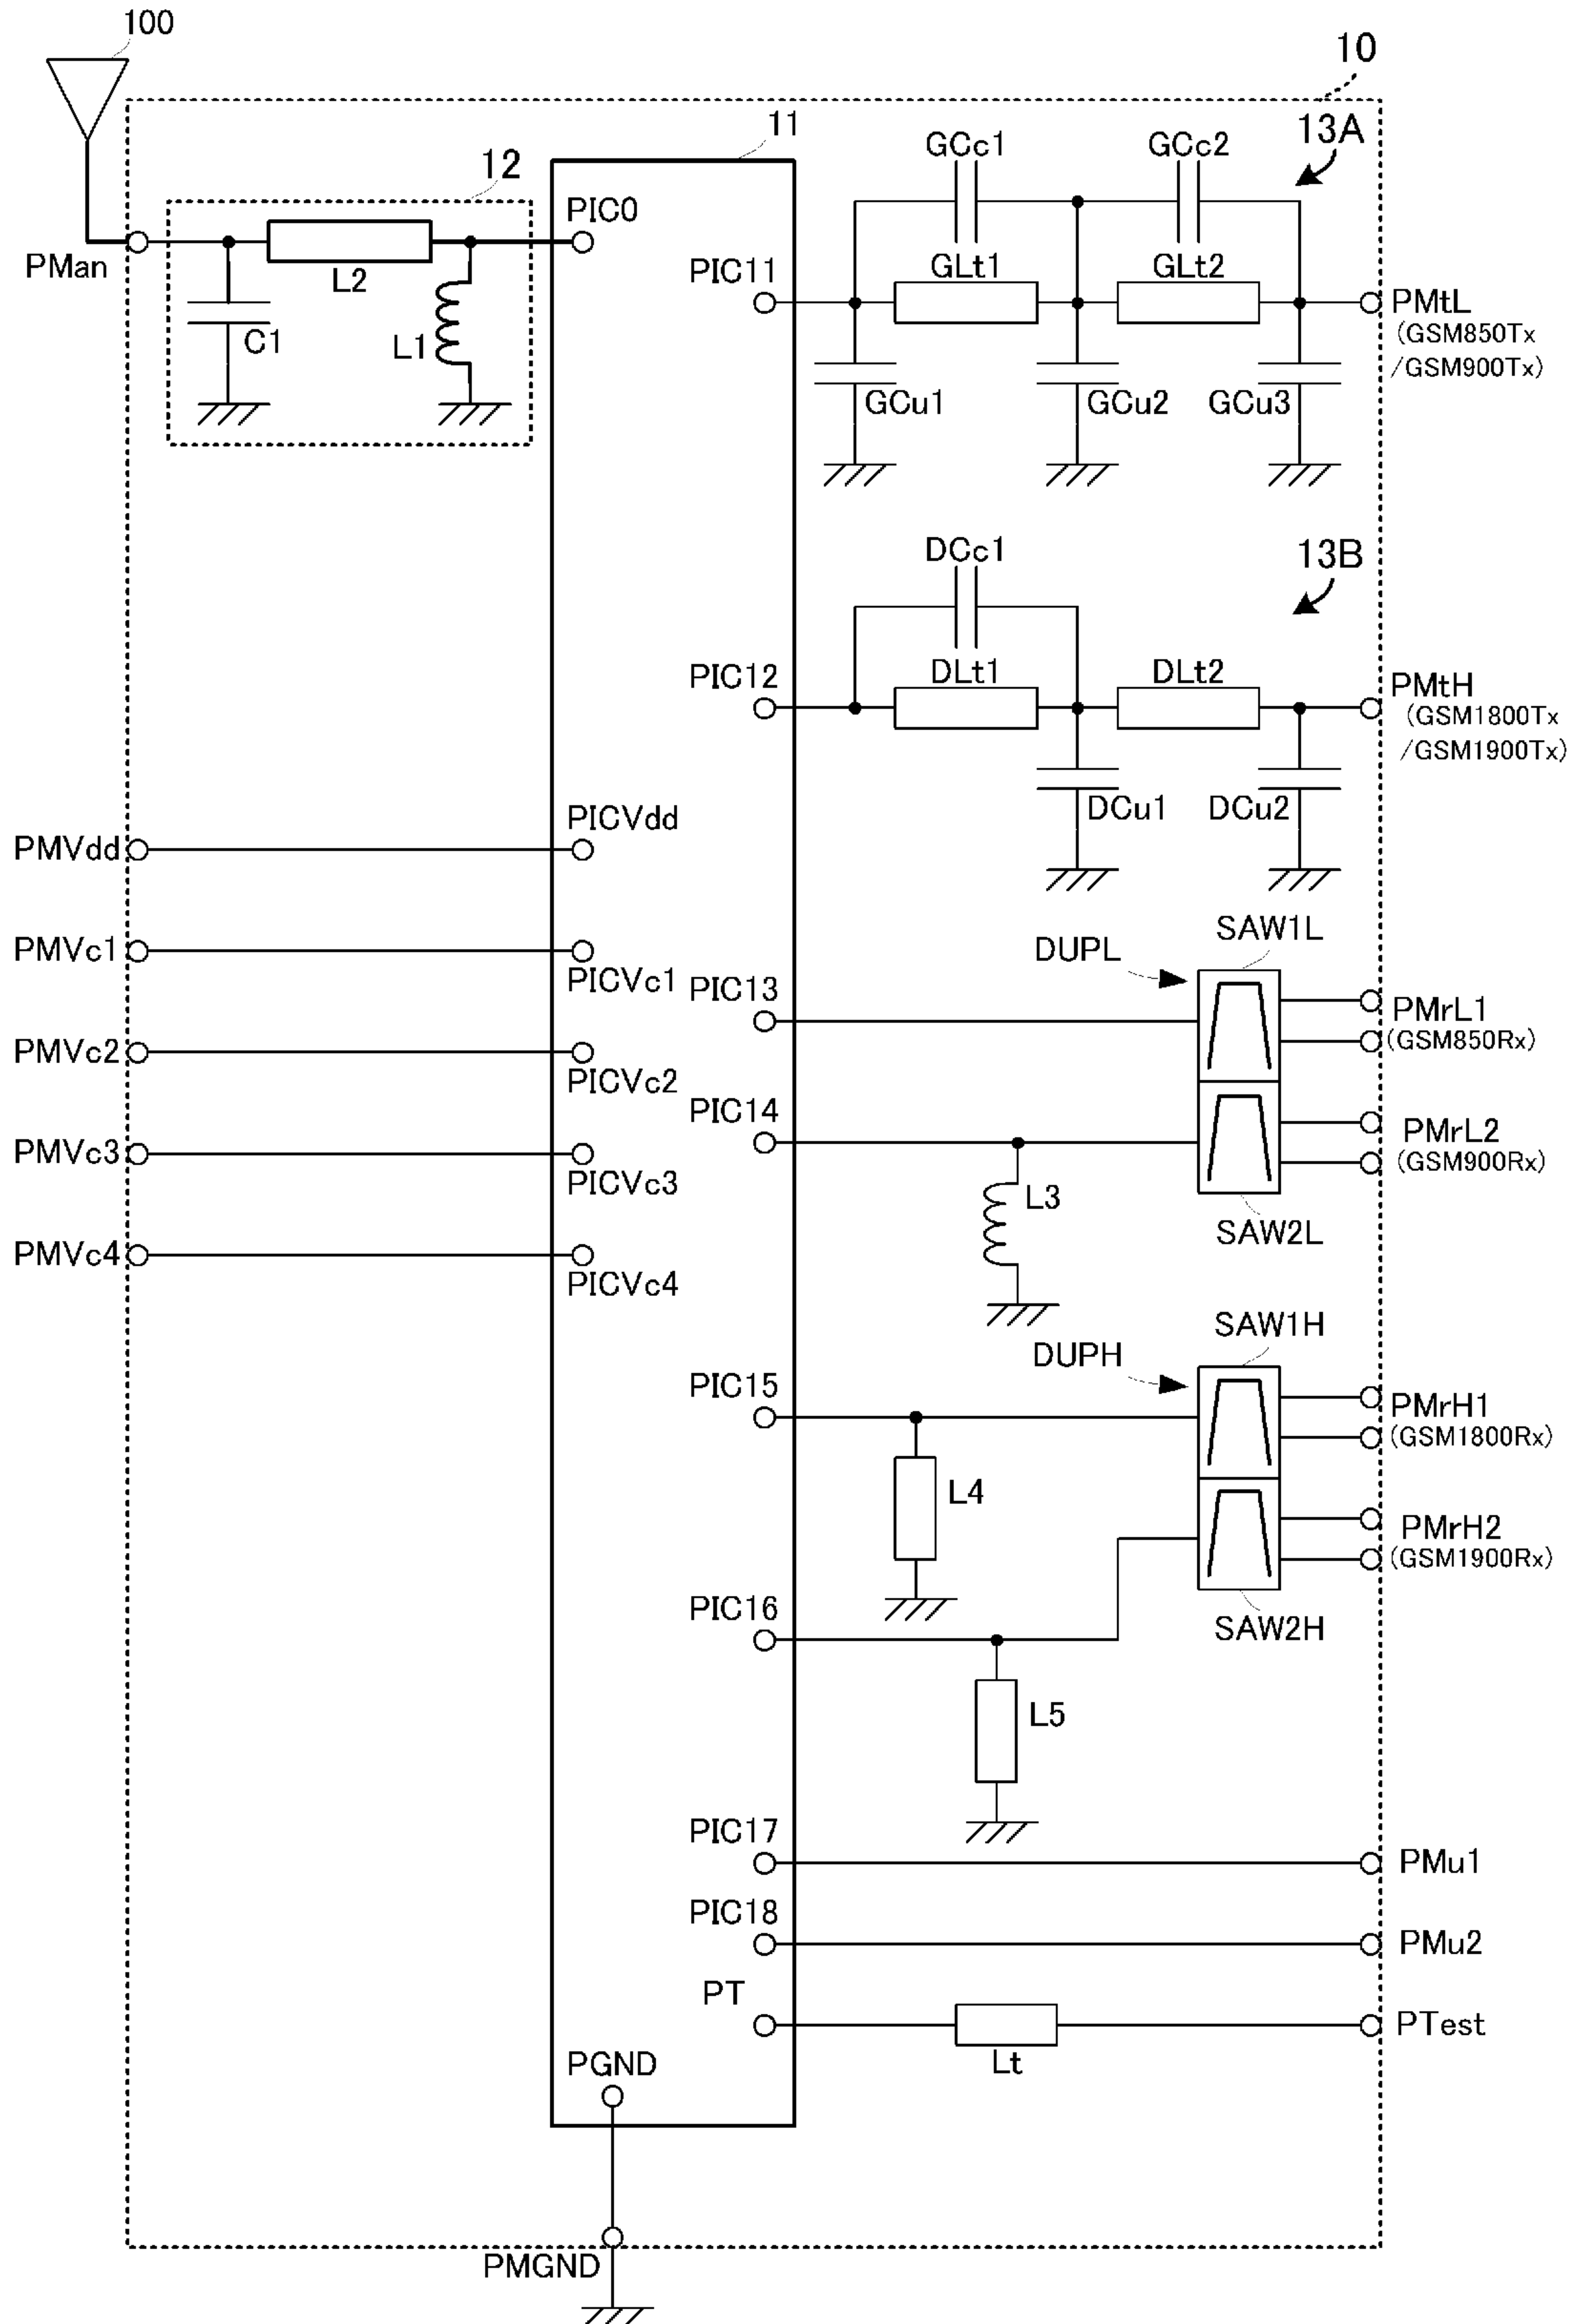 100
10
11
13A
GCc1
GCc2
12
PIC0
PMan
L2
PIC11
GLt1
GLt2
PMtL
(GSM850Tx
/GSM900Tx)
C1
L1
GCu1
GCu2
GCu3
DCc1
13B
PIC12
DLt1
DLt2
PMtH
(GSM1800Tx
/GSM1900Tx)
PICVdd
DCu1
DCu2
PMVdd
SAW1L
DUPL
PMVc1
PICVc1
PIC13
PMrL1
(GSM850Rx)
PMVc2
PICVc2
PIC14
PMrL2
(GSM900Rx)
PMVc3
PICVc3
L3
SAW2L
PMVc4
PICVc4
SAW1H
DUPH
PIC15
PMrH1
(GSM1800Rx)
L4
PMrH2
(GSM1900Rx)
PIC16
SAW2H
L5
PIC17
PMu1
PIC18
PMu2
PT
PTest
Lt
PGND
PMGND